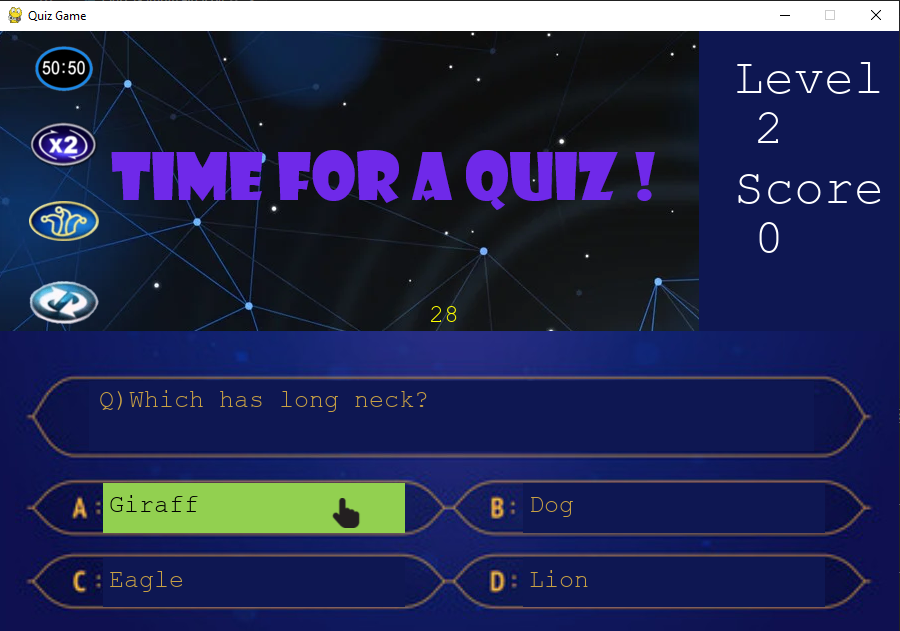 Quiz Game
50:50
x2
TIME FOR A QUIZ !
28
Level
2
Score
0
Q)Which has long neck?
A: Giraff
B: Dog
C: Eagle
D: Lion